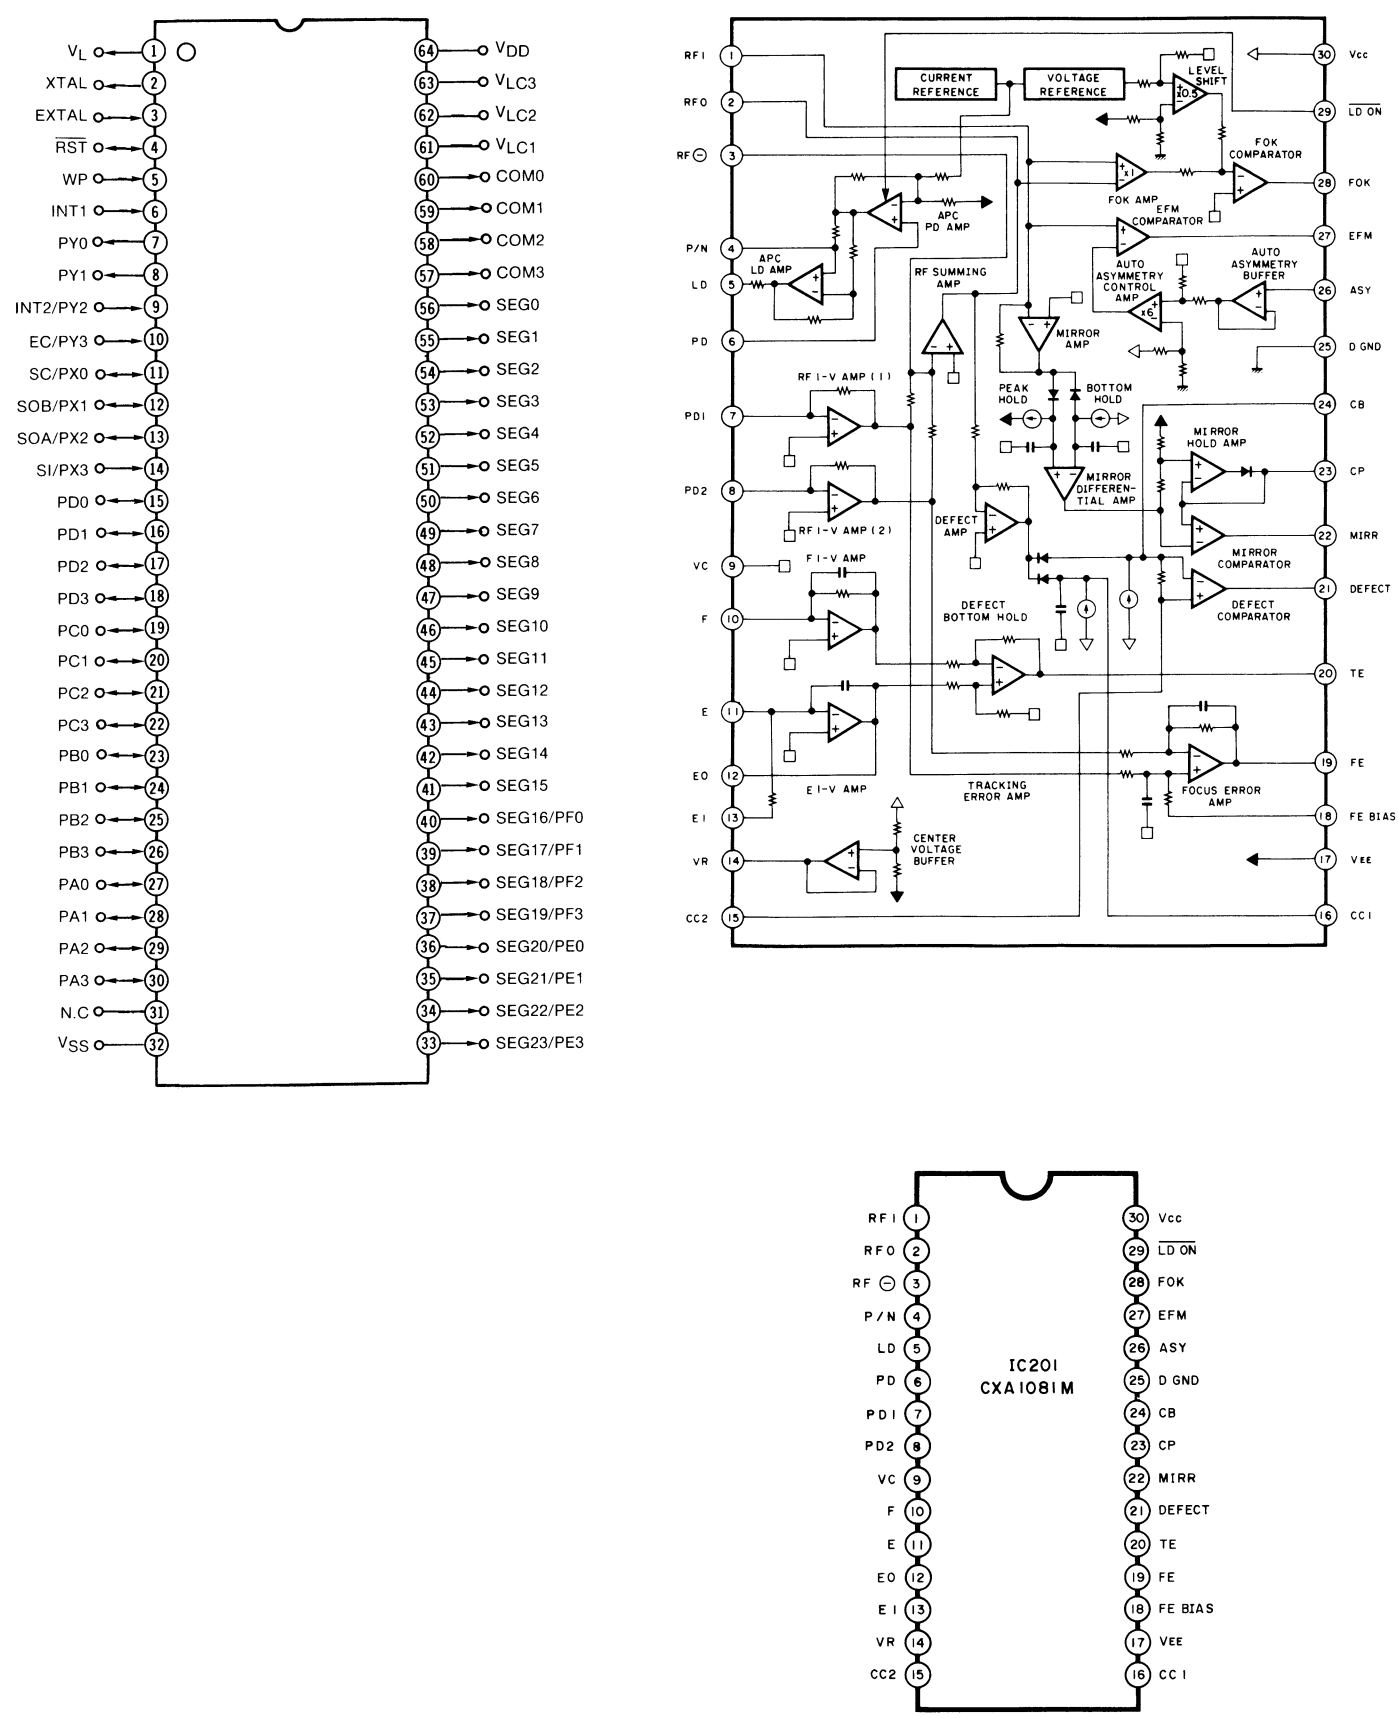 VL 1
XTAL 2
EXTAL 3
RST 4
WP 5
INT1 6
PY0 7
PY1 8
INT2/PY2 9
EC/PY3 10
SC/PX0 11
SOB/PX1 12
SOA/PX2 13
SI/PX3 14
PD0 15
PD1 16
PD2 17
PD3 18
PC0 19
PC1 20
PC2 21
PC3 22
PB0 23
PB1 24
PB2 25
PB3 26
PA0 27
PA1 28
PA2 29
PA3 30
N.C 31
VSS 32
64 VDD
63 VLC3
62 VLC2
61 VLC1
60 COM0
59 COM1
58 COM2
57 COM3
56 SEG0
55 SEG1
54 SEG2
53 SEG3
52 SEG4
51 SEG5
50 SEG6
49 SEG7
48 SEG8
47 SEG9
46 SEG10
45 SEG11
44 SEG12
43 SEG13
42 SEG14
41 SEG15
40 SEG16/PF0
39 SEG17/PF1
38 SEG18/PF2
37 SEG19/PF3
36 SEG20/PE0
35 SEG21/PE1
34 SEG22/PE2
33 SEG23/PE3
RFI 1
RFO 2
RF⊖ 3
P/N 4
LD 5
PD 6
PD1 7
PD2 8
VC 9
F 10
E 11
EO 12
EI 13
VR 14
CC2 15
CURRENT
REFERENCE
VOLTAGE
REFERENCE
LEVEL
SHIFT
+
x0.5
−
FOK
COMPARATOR
−
+
+
x1
−
FOK AMP
EFM
COMPARATOR
+
−
−
+
APC
PD AMP
APC
LD AMP
+
−
RF SUMMING
AMP
− +
AUTO
ASYMMETRY
CONTROL
AMP
+
x6
−
AUTO
ASYMMETRY
BUFFER
+
−
− +
MIRROR
AMP
PEAK
HOLD
BOTTOM
HOLD
RF I-V AMP (1)
−
+
RF I-V AMP (2)
−
+
+ −
MIRROR
DIFFEREN-
TIAL AMP
MIRROR
HOLD AMP
+
−
+
−
MIRROR
COMPARATOR
DEFECT
AMP
−
+
−
+
DEFECT
COMPARATOR
DEFECT
BOTTOM HOLD
F I-V AMP
−
+
−
+
E I-V AMP
−
+
TRACKING
ERROR AMP
−
+
FOCUS ERROR
AMP
CENTER
VOLTAGE
BUFFER
+
−
30 Vcc
29 LD ON
28 FOK
27 EFM
26 ASY
25 D GND
24 CB
23 CP
22 MIRR
21 DEFECT
20 TE
19 FE
18 FE BIAS
17 VEE
16 CC1
RFI 1
RFO 2
RF ⊖ 3
P/N 4
LD 5
PD 6
PD1 7
PD2 8
VC 9
F 10
E 11
EO 12
EI 13
VR 14
CC2 15
IC201
CXA1081M
30 Vcc
29 LD ON
28 FOK
27 EFM
26 ASY
25 D GND
24 CB
23 CP
22 MIRR
21 DEFECT
20 TE
19 FE
18 FE BIAS
17 VEE
16 CC1